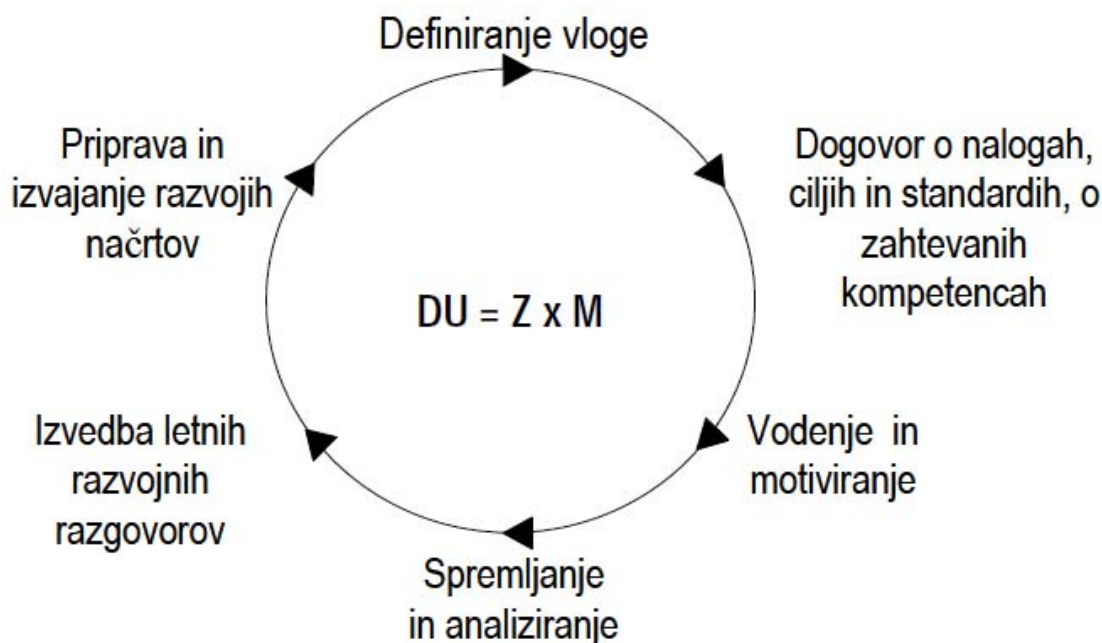 Definiranje vloge
Dogovor o nalogah,
ciljih in standardih, o
zahtevanih
kompetencah
Vodenje in
motiviranje
Spremljanje
in analiziranje
Izvedba letnih
razvojnih
razgovorov
Priprava in
izvajanje razvojih
načrtov
DU = Z x M